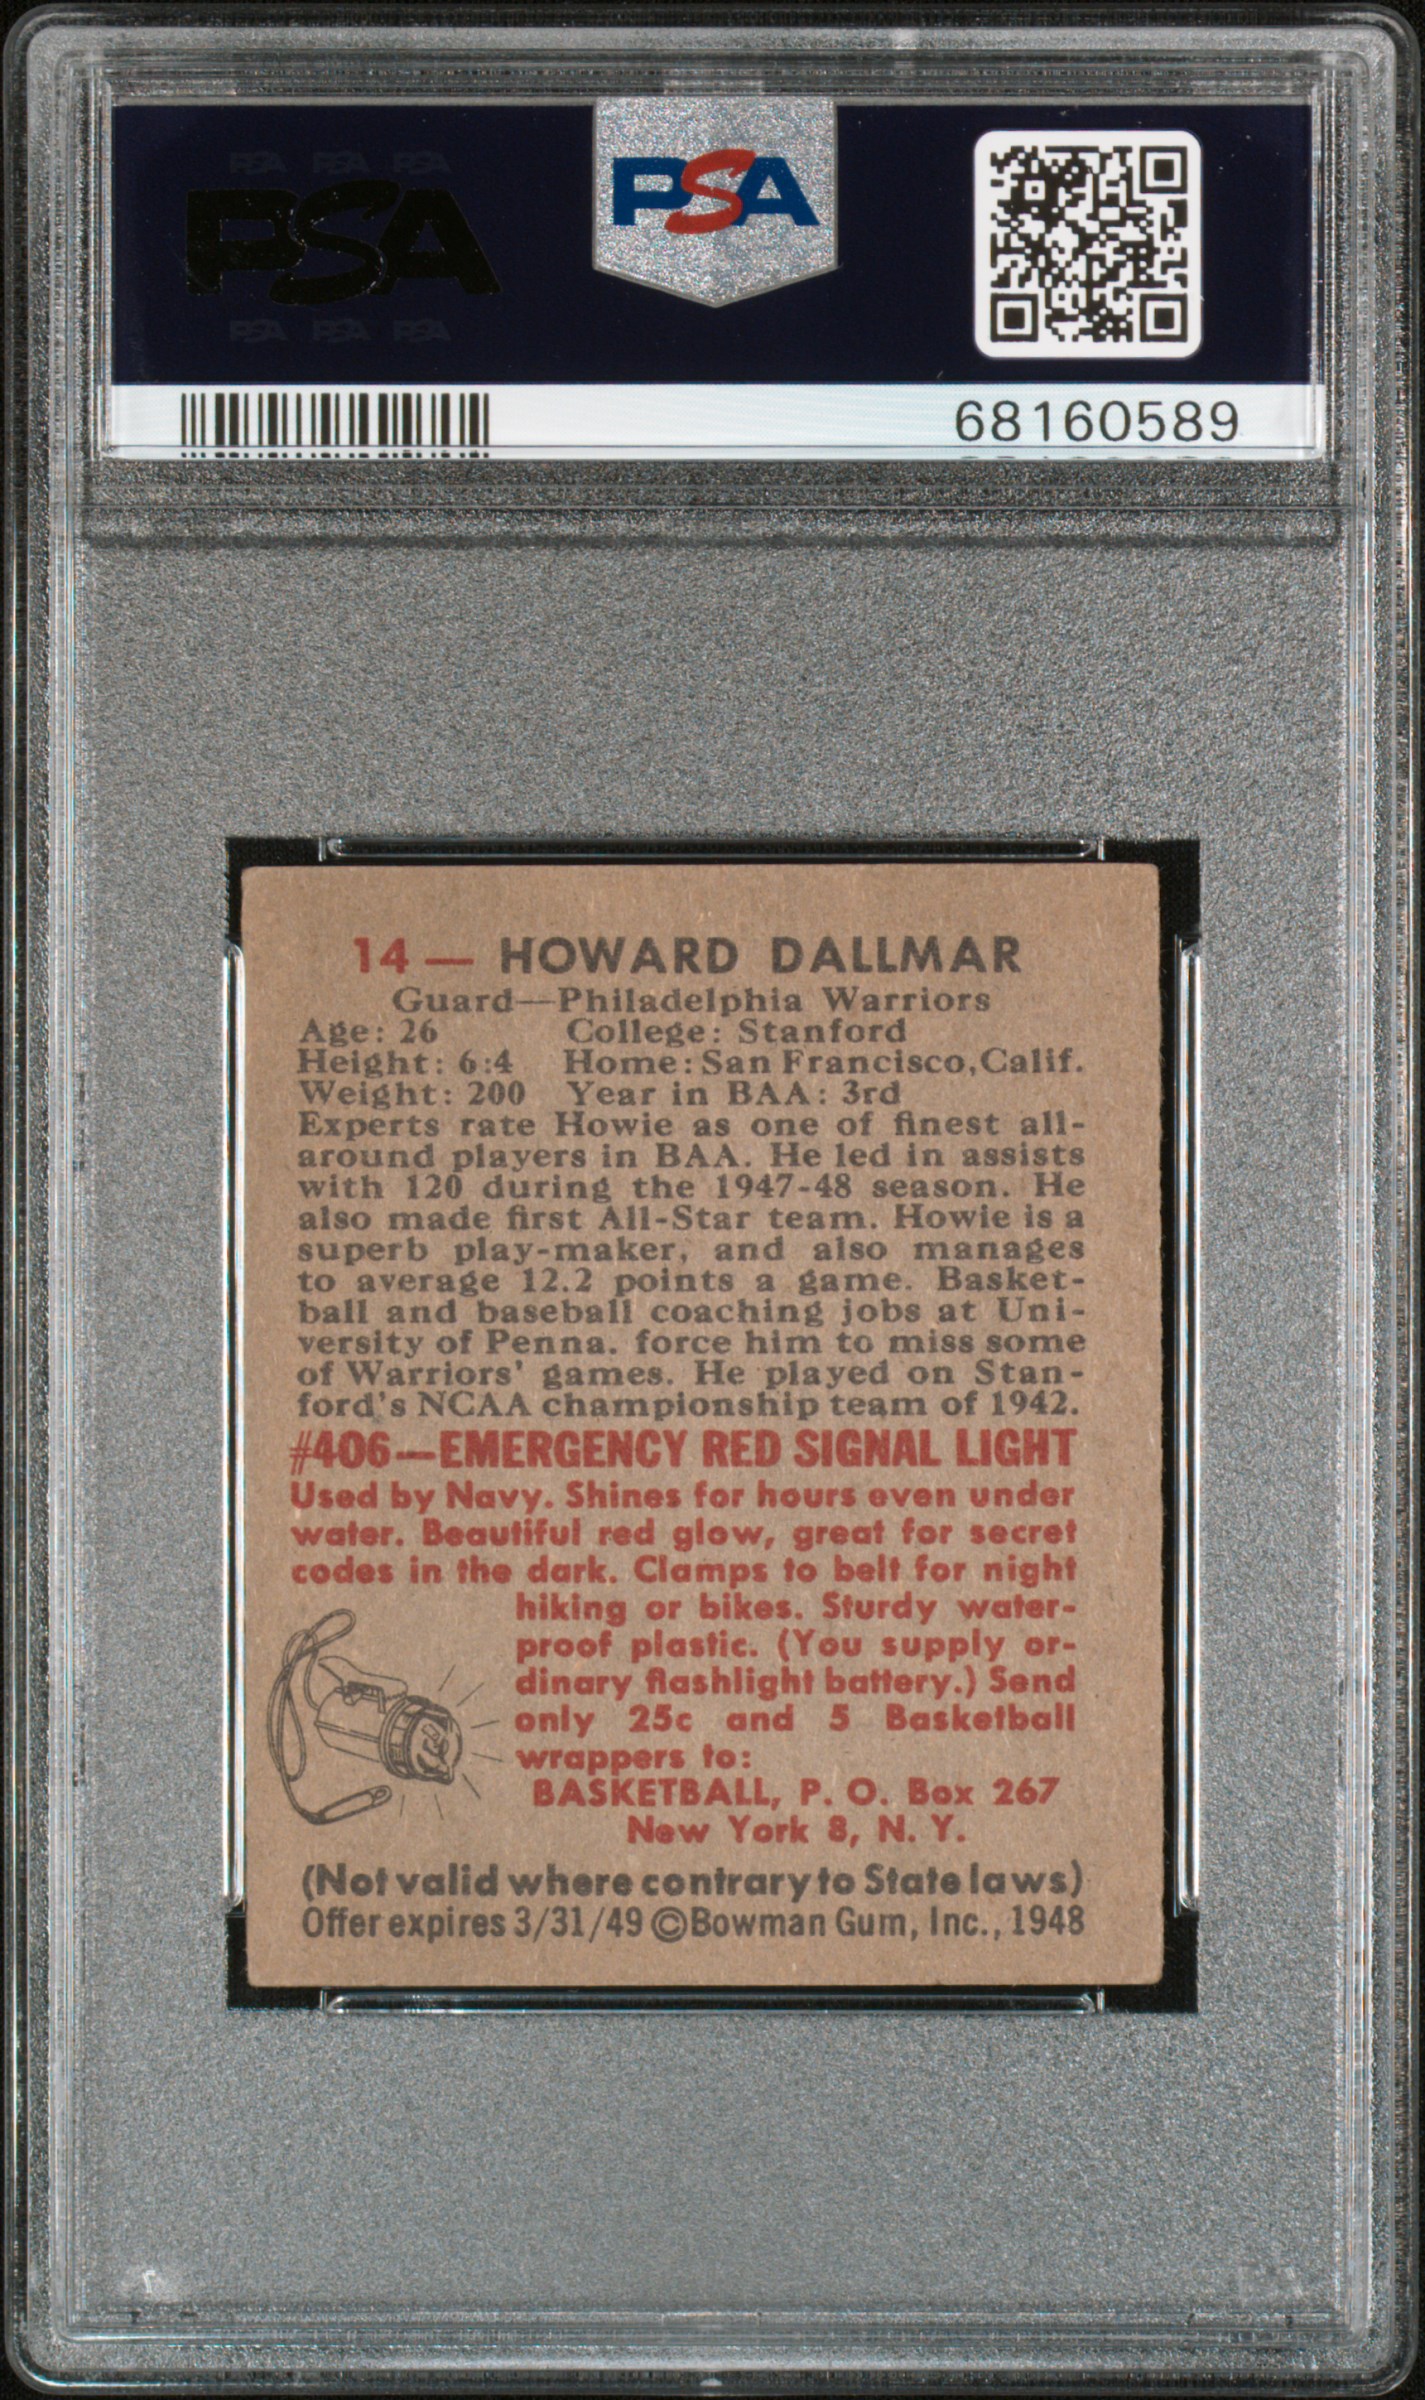 PSA PSA PSA
PSA
PSA PSA PSA
PSA
68160589
14 — HOWARD DALLMAR
Guard—Philadelphia Warriors
Age: 26 College: Stanford
Height: 6:4 Home: San Francisco, Calif.
Weight: 200 Year in BAA: 3rd
Experts rate Howie as one of finest all-
around players in BAA. He led in assists
with 120 during the 1947-48 season. He
also made first All-Star team. Howie is a
superb play-maker, and also manages
to average 12.2 points a game. Basket-
ball and baseball coaching jobs at Uni-
versity of Penna. force him to miss some
of Warriors' games. He played on Stan-
ford's NCAA championship team of 1942.
#406—EMERGENCY RED SIGNAL LIGHT
Used by Navy. Shines for hours even under
water. Beautiful red glow, great for secret
codes in the dark. Clamps to belt for night
hiking or bikes. Sturdy water-
proof plastic. (You supply or-
dinary flashlight battery.) Send
only 25c and 5 Basketball
wrappers to:
BASKETBALL, P. O. Box 267
New York 8, N. Y.
(Not valid where contrary to State laws)
Offer expires 3/31/49 ©Bowman Gum, Inc., 1948